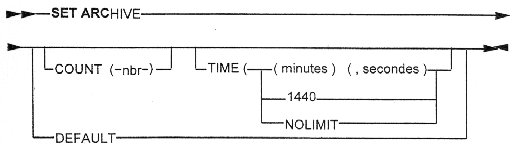 SET ARCHIVE
COUNT (-nbr-) TIME ( ( minutes ) ( , secondes )
1440
NOLIMIT
DEFAULT